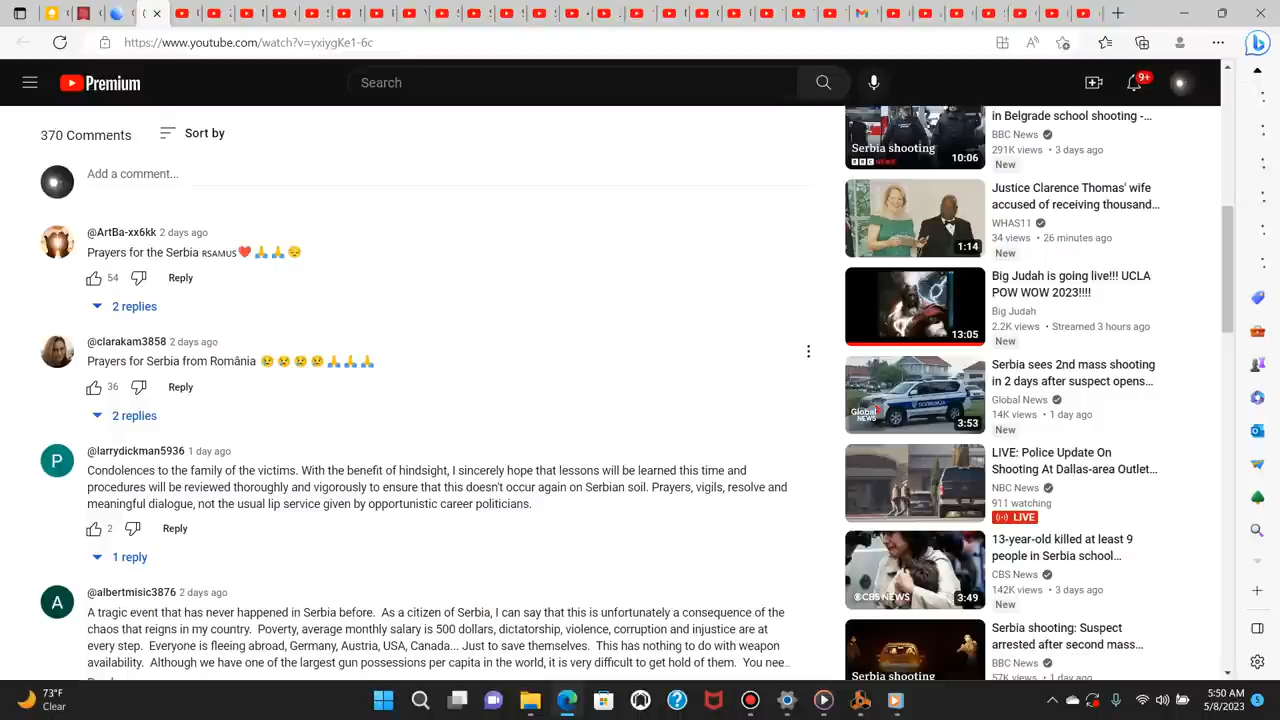 https://www.youtube.com/watch?v=yxiygKe1-6c
Premium
Search
9+
370 Comments
Sort by
Add a comment...
@ArtBa-xx6kk 2 days ago
Prayers for the Serbia ʀsᴀᴍᴜs❤️🙏🙏😔
54
Reply
2 replies
@clarakam3858 2 days ago
Prayers for Serbia from România 😢😢😢😢🙏🙏🙏
36
Reply
2 replies
P
@larrydickman5936 1 day ago
Condolences to the family of the victims. With the benefit of hindsight, I sincerely hope that lessons will be learned this time and
procedures will be reviewed thoroughly and vigorously to ensure that this doesn't occur again on Serbian soil. Prayers, vigils, resolve and
meaningful dialogue, not the usual lip service given by opportunistic career politicians.
2
Reply
1 reply
A
@albertmisic3876 2 days ago
A tragic event that has never happened in Serbia before. As a citizen of Serbia, I can say that this is unfortunately a consequence of the
chaos that reigns in my country. Poverty, average monthly salary is 500 dollars, dictatorship, violence, corruption and injustice are at
every step. Everyone is fleeing abroad, Germany, Austria, USA, Canada... Just to save themselves. This has nothing to do with weapon
availability. Although we have one of the largest gun possessions per capita in the world, it is very difficult to get hold of them. You nee..
Serbia shooting
BBC NEWS
10:06
in Belgrade school shooting -...
BBC News
291K views • 3 days ago
New
1:14
Justice Clarence Thomas' wife
accused of receiving thousand...
WHAS11
34 views • 26 minutes ago
New
13:05
Big Judah is going live!!! UCLA
POW WOW 2023!!!!
Big Judah
2.2K views • Streamed 3 hours ago
New
Global
NEWS
3:53
Serbia sees 2nd mass shooting
in 2 days after suspect opens...
Global News
14K views • 1 day ago
New
LIVE: Police Update On
Shooting At Dallas-area Outlet...
NBC News
911 watching
LIVE
CBS NEWS
3:49
13-year-old killed at least 9
people in Serbia school...
CBS News
142K views • 3 days ago
New
Serbia shooting
Serbia shooting: Suspect
arrested after second mass...
BBC News
57K views • 1 day ago
73°F
Clear
5:50 AM
5/8/2023